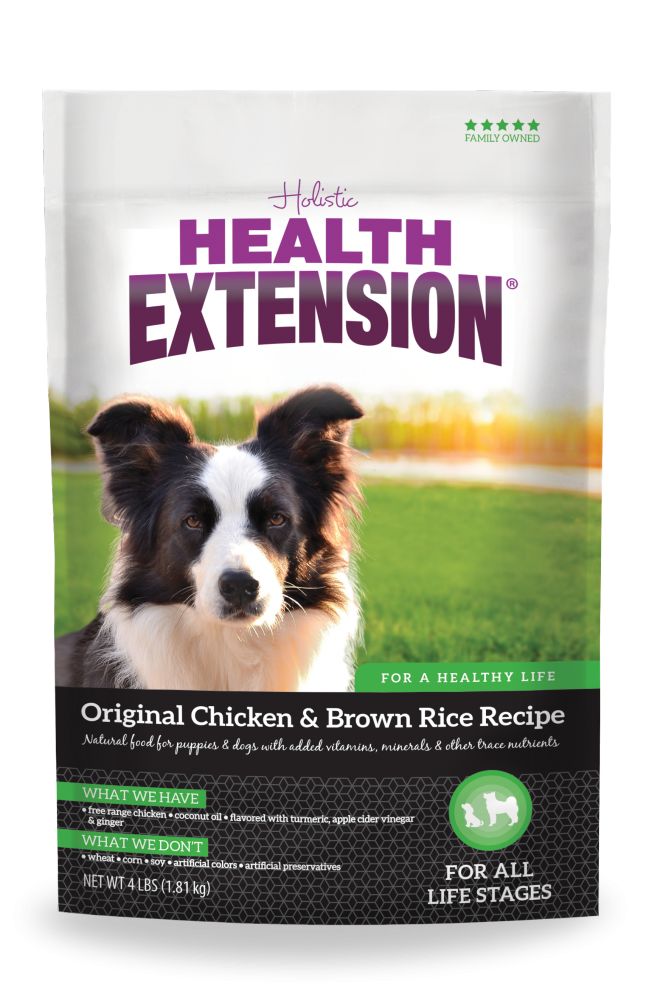 FAMILY OWNED
Holistic
HEALTH
EXTENSION®
FOR A HEALTHY LIFE
Original Chicken & Brown Rice Recipe
Natural food for puppies & dogs with added vitamins, minerals & other trace nutrients
WHAT WE HAVE
• free range chicken • coconut oil • flavored with turmeric, apple cider vinegar
& ginger
WHAT WE DON'T
• wheat • corn • soy • artificial colors • artificial preservatives
NET WT 4 LBS (1.81 kg)
FOR ALL
LIFE STAGES